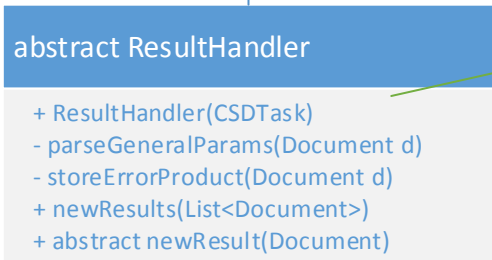 abstract ResultHandler
+ ResultHandler(CSDTask)
- parseGeneralParams(Document d)
- storeErrorProduct(Document d)
+ newResults(List<Document>)
+ abstract newResult(Document)